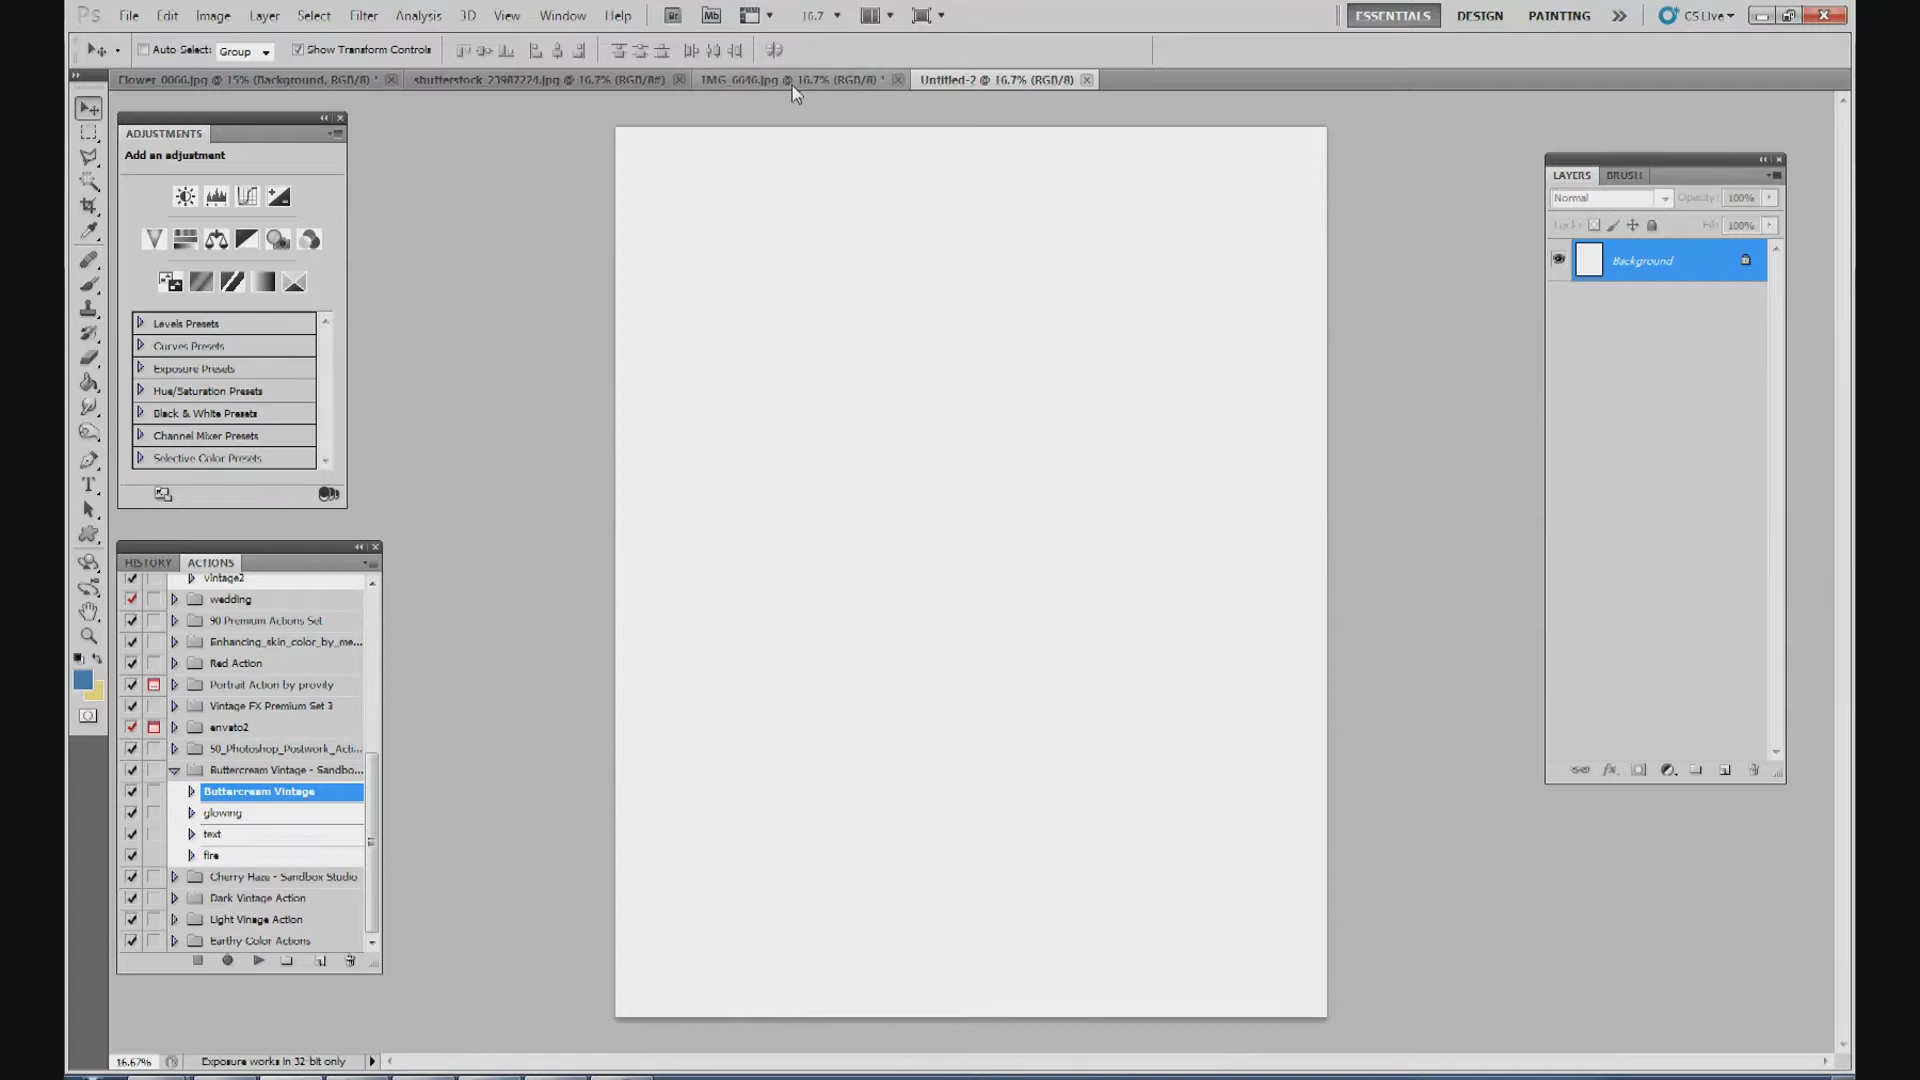 Ps File Edit Image Layer Select Filter Analysis 3D View Window Help Br Mb 16.7 ESSENTIALS DESIGN PAINTING CS Live
Auto-Select: Group Show Transform Controls
Flower_0066.jpg @ 15% (Background, RGB/8) * shutterstock_23987224.jpg @ 16.7% (RGB/8#) IMG_6646.jpg @ 16.7% (RGB/8) * Untitled-2 @ 16.7% (RGB/8)
ADJUSTMENTS
Add an adjustment
Levels Presets
Curves Presets
Exposure Presets
Hue/Saturation Presets
Black & White Presets
Channel Mixer Presets
Selective Color Presets
HISTORY ACTIONS
vintage2
wedding
90 Premium Actions Set
Enhancing_skin_color_by_me...
Red Action
Portrait Action by provity
Vintage FX Premium Set 3
envato2
50_Photoshop_Postwork_Acti...
Buttercream Vintage - Sandbo...
Buttercream Vintage
glowing
text
fire
Cherry Haze - Sandbox Studio
Dark Vintage Action
Light Vinage Action
Earthy Color Actions
LAYERS BRUSH
Normal Opacity: 100%
Lock: Fill: 100%
Background
16.67% Exposure works in 32-bit only